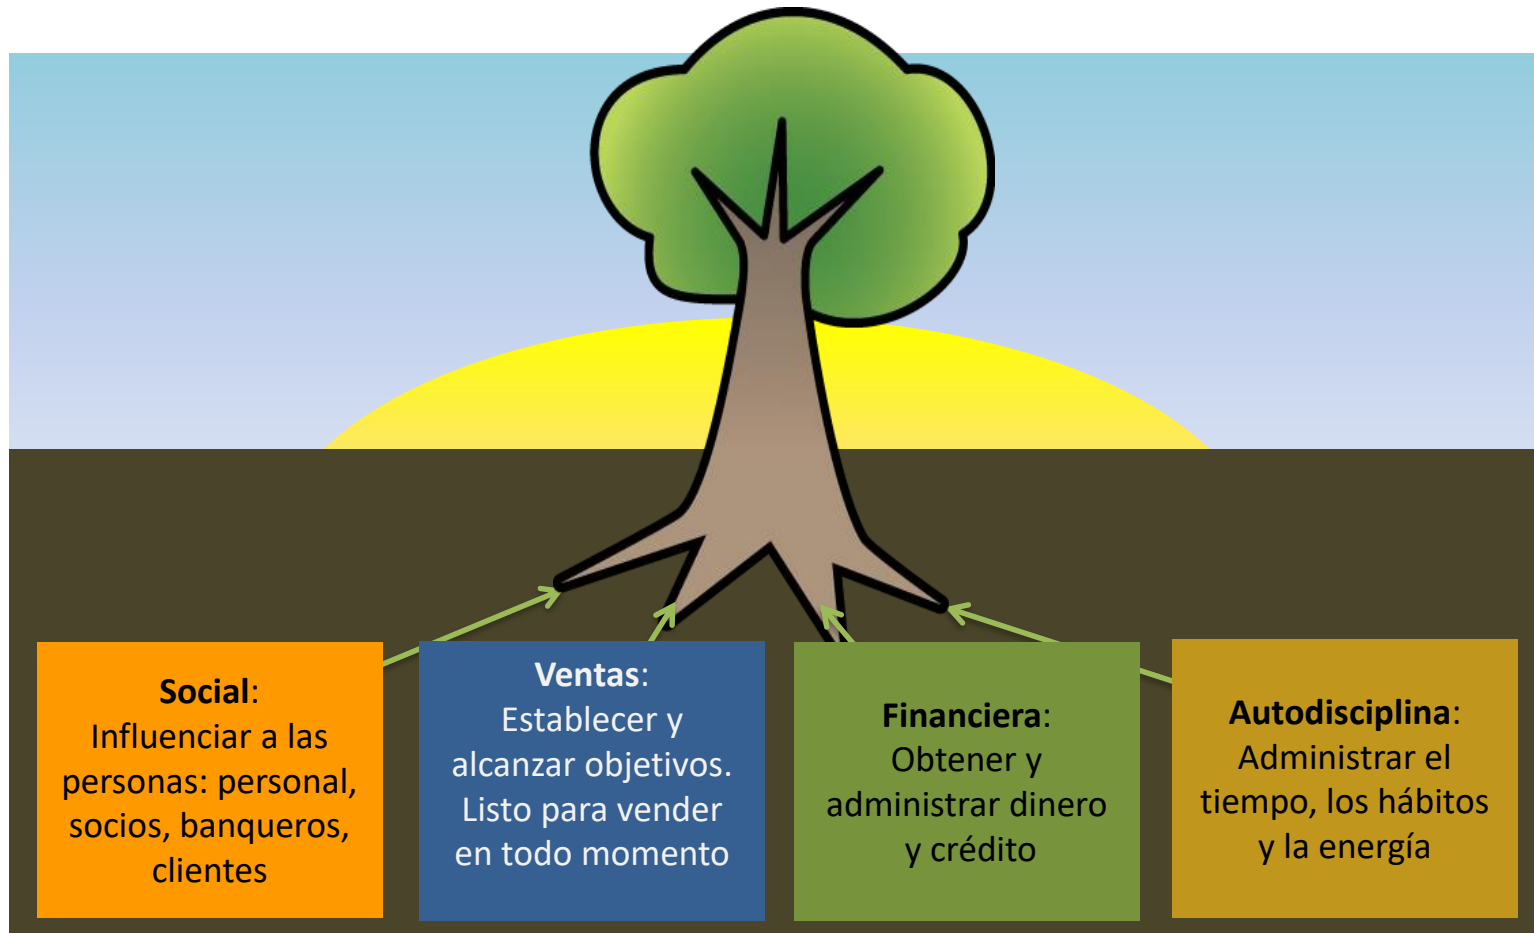 Social:
Influenciar a las
personas: personal,
socios, banqueros,
clientes
Ventas:
Establecer y
alcanzar objetivos.
Listo para vender
en todo momento
Financiera:
Obtener y
administrar dinero
y crédito
Autodisciplina:
Administrar el
tiempo, los hábitos
y la energía